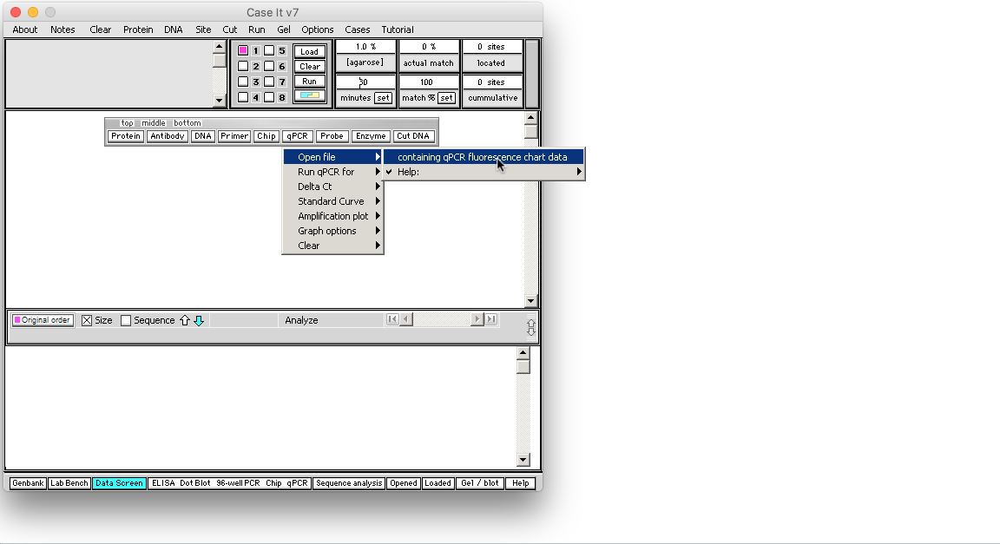 Case It v7
About Notes Clear Protein DNA Site Cut Run Gel Options Cases Tutorial
1 5 Load
2 6 Clear
3 7 Run
4 8
1.0 % 0 % 0 sites
[agarose] actual match located
30 100 0 sites
minutes set match % set cummulative
top middle bottom
Protein Antibody DNA Primer Chip qPCR Probe Enzyme Cut DNA
Open file containing qPCR fluorescence chart data
Run qPCR for Help:
Delta Ct
Standard Curve
Amplification plot
Graph options
Clear
Original order Size Sequence Analyze
Genbank Lab Bench Data Screen ELISA Dot Blot 96-well PCR Chip qPCR Sequence analysis Opened Loaded Gel / blot Help